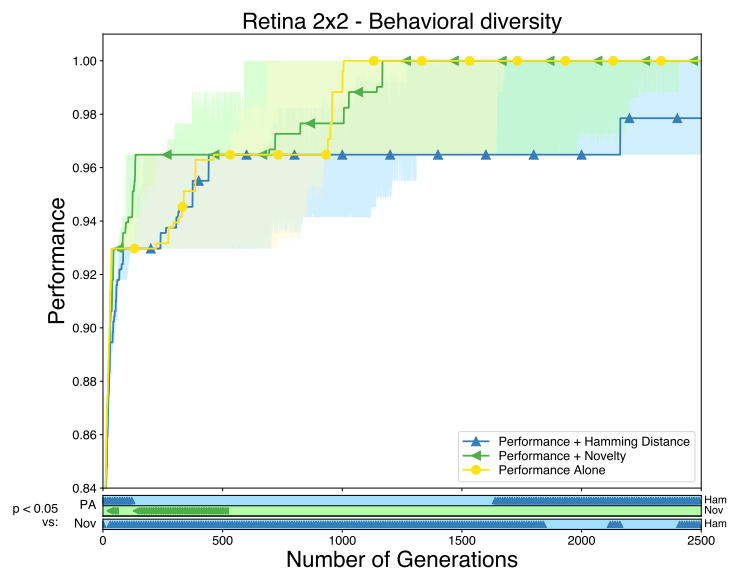 Retina 2x2 - Behavioral diversity
Performance
1.00
0.98
0.96
0.94
0.92
0.90
0.88
0.86
0.84
Performance + Hamming Distance
Performance + Novelty
Performance Alone
p < 0.05
vs:
PA
Ham
Nov
Nov
Ham
0
500
1000
1500
2000
2500
Number of Generations